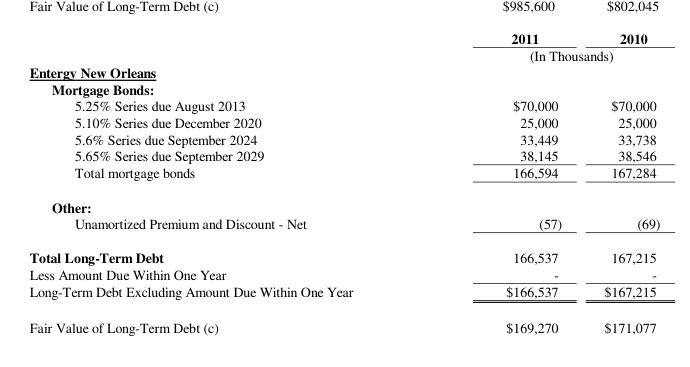 Fair Value of Long-Term Debt (c) $985,600 $802,045
2011 2010
(In Thousands)
Entergy New Orleans
Mortgage Bonds:
5.25% Series due August 2013 $70,000 $70,000
5.10% Series due December 2020 25,000 25,000
5.6% Series due September 2024 33,449 33,738
5.65% Series due September 2029 38,145 38,546
Total mortgage bonds 166,594 167,284
Other:
Unamortized Premium and Discount - Net (57) (69)
Total Long-Term Debt 166,537 167,215
Less Amount Due Within One Year - -
Long-Term Debt Excluding Amount Due Within One Year $166,537 $167,215
Fair Value of Long-Term Debt (c) $169,270 $171,077